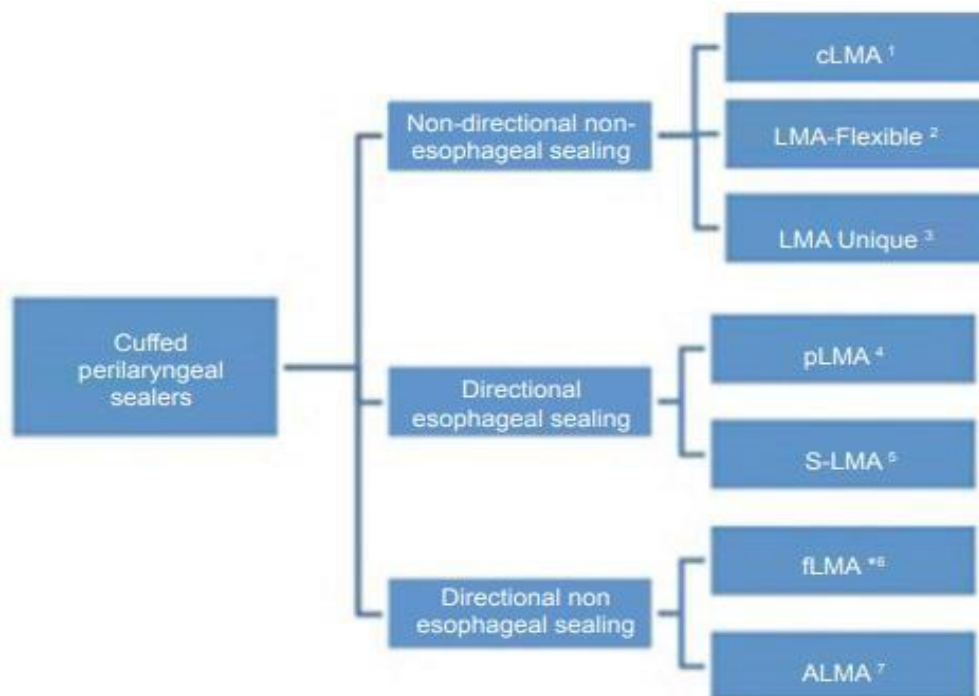 cLMA ¹
Non-directional non-
esophageal sealing
LMA-Flexible ²
LMA Unique ³
Cuffed
perilaryngeal
sealers
pLMA ⁴
Directional
esophageal sealing
S-LMA ⁵
fLMA *⁶
Directional non
esophageal sealing
ALMA ⁷